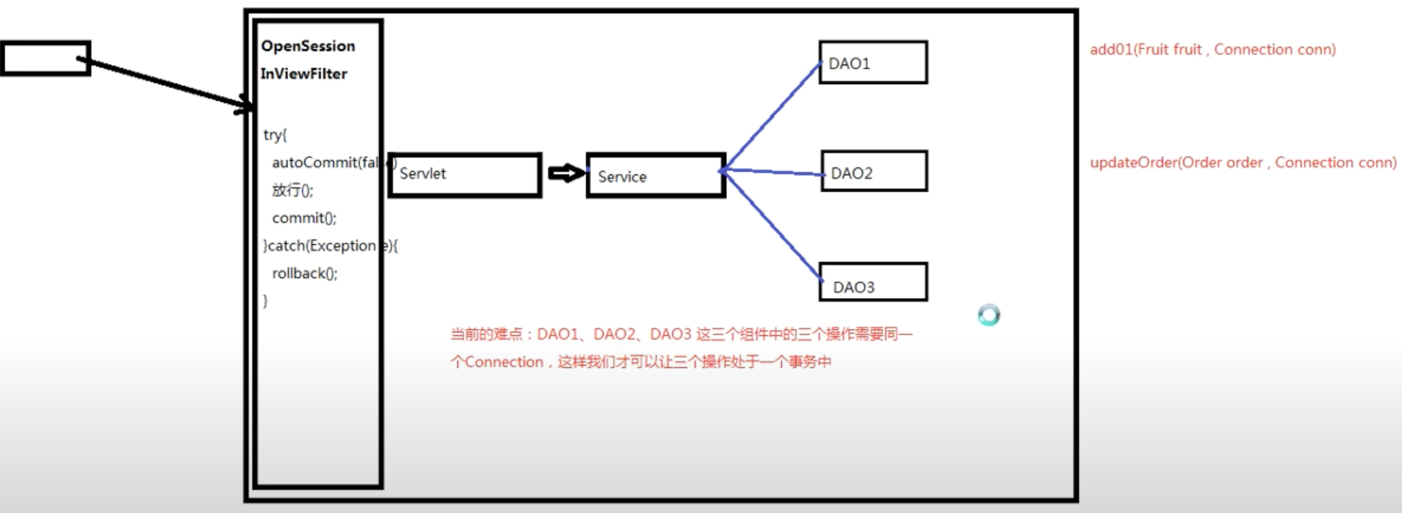 OpenSession
InViewFilter
try{
autoCommit(false)
放行();
commit();
}catch(Exception e){
rollback();
}
Servlet
Service
DAO1
DAO2
DAO3
add01(Fruit fruit , Connection conn)
updateOrder(Order order , Connection conn)
当前的难点：DAO1、DAO2、DAO3 这三个组件中的三个操作需要同一
个Connection，这样我们才可以让三个操作处于一个事务中